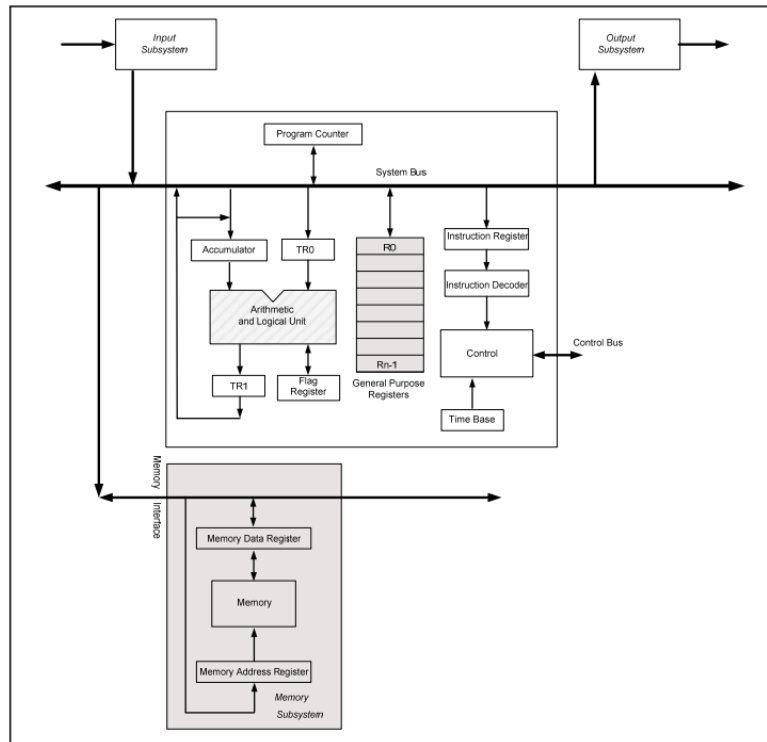 Input
Subsystem
Output
Subsystem
Program Counter
System Bus
Accumulator
TR0
R0
Instruction Register
Instruction Decoder
Arithmetic
and Logical Unit
Control
Control Bus
TR1
Flag
Register
Rn-1
General Purpose
Registers
Time Base
Memory Interface
Memory Data Register
Memory
Memory Address Register
Memory
Subsystem